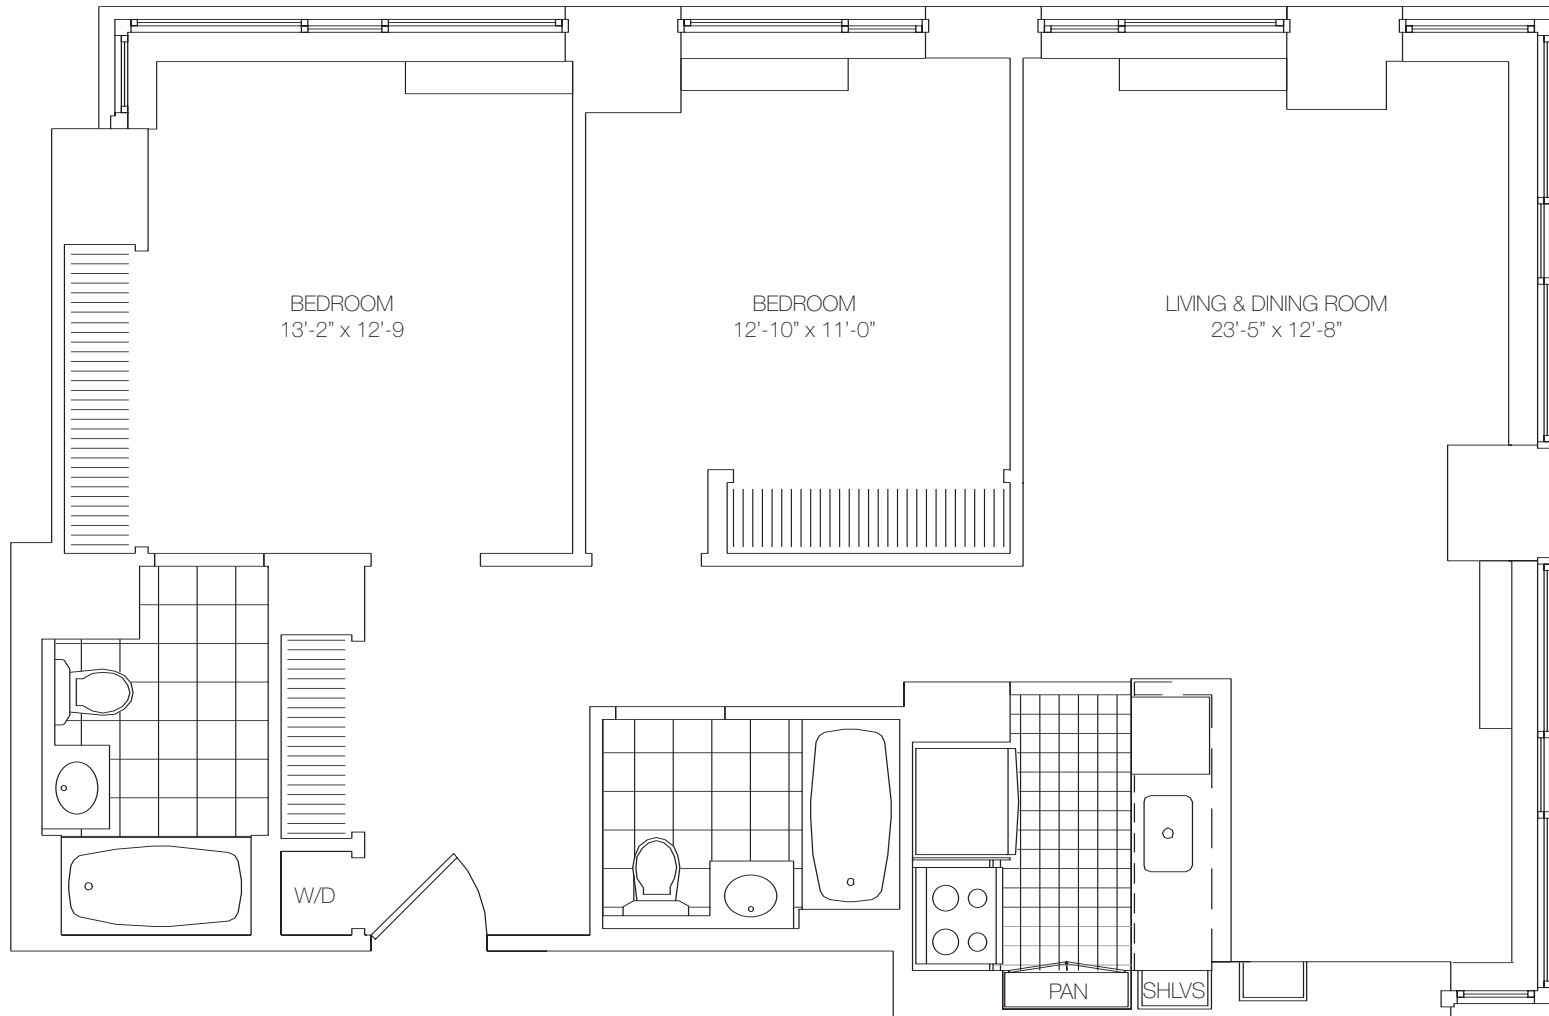 BEDROOM
13'-2" x 12'-9
BEDROOM
12'-10" x 11'-0"
LIVING & DINING ROOM
23'-5" x 12'-8"
W/D
PAN
SHLVS